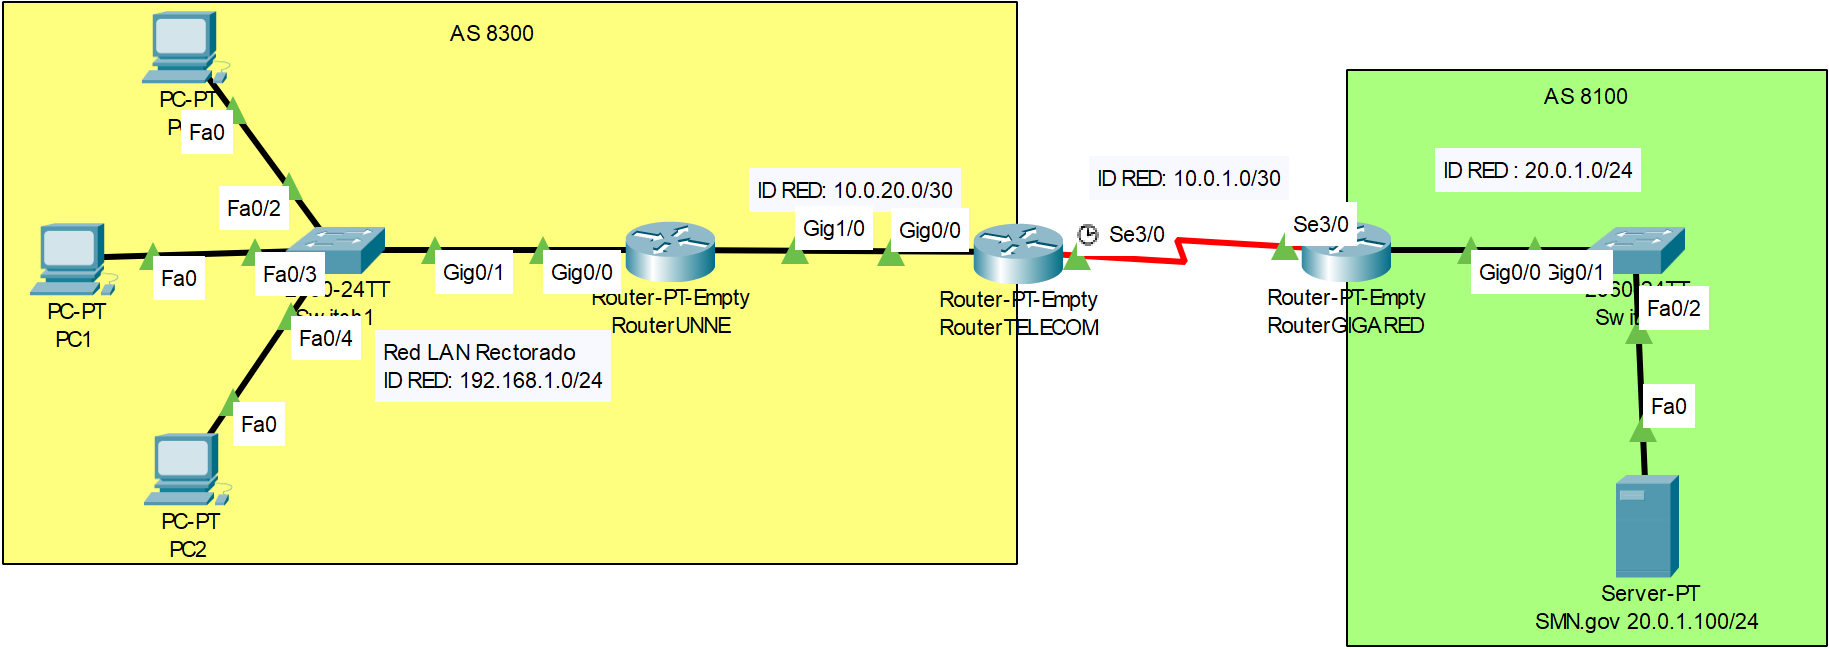 AS 8300
AS 8100
PC-PT
Fa0
ID RED: 10.0.20.0/30
ID RED: 10.0.1.0/30
ID RED : 20.0.1.0/24
Fa0/2
Gig1/0
Gig0/0
Se3/0
Se3/0
Fa0
Fa0/3
Gig0/1
Gig0/0
Gig0/0
Gig0/1
PC-PT
PC1
Switch1
Router-PT-Empty
RouterUNNE
Router-PT-Empty
RouterTELECOM
Router-PT-Empty
RouterGIGARED
Fa0/2
Fa0/4
Red LAN Rectorado
ID RED: 192.168.1.0/24
Fa0
Fa0
PC-PT
PC2
Server-PT
SMN.gov 20.0.1.100/24